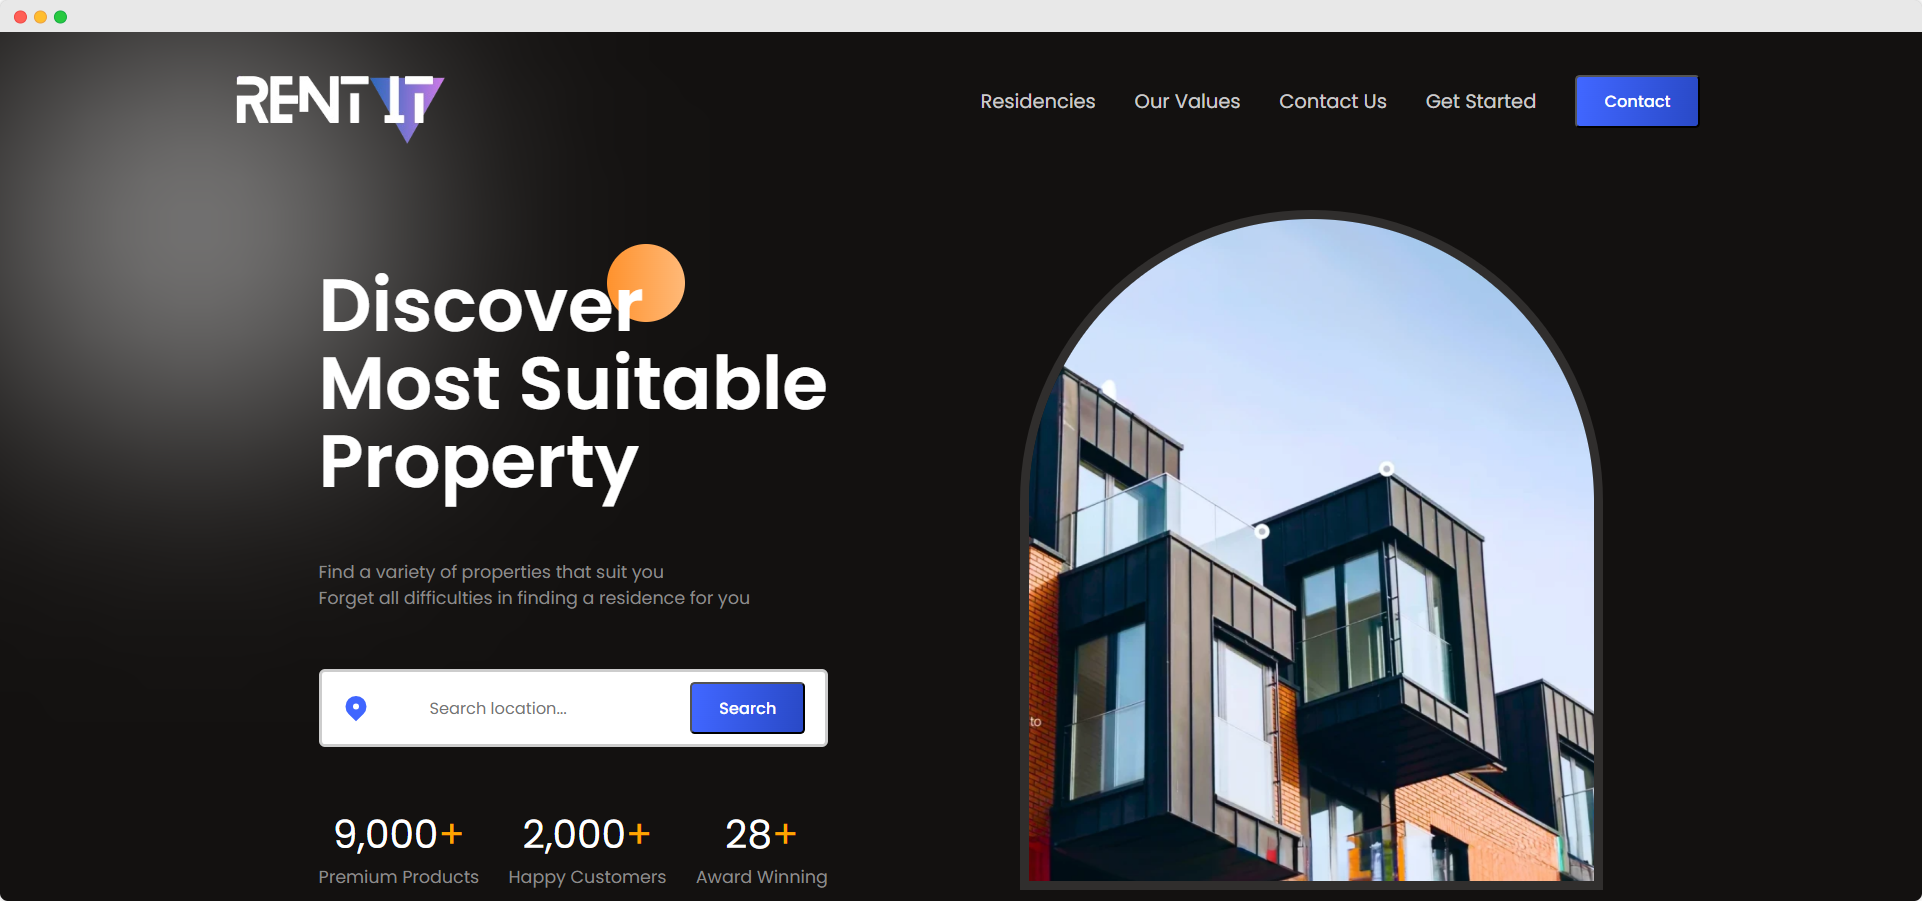 RENT IT
Residencies
Our Values
Contact Us
Get Started
Contact
Discover
Most Suitable
Property
Find a variety of properties that suit you
Forget all difficulties in finding a residence for you
Search location...
Search
9,000+
2,000+
28+
Premium Products
Happy Customers
Award Winning
to